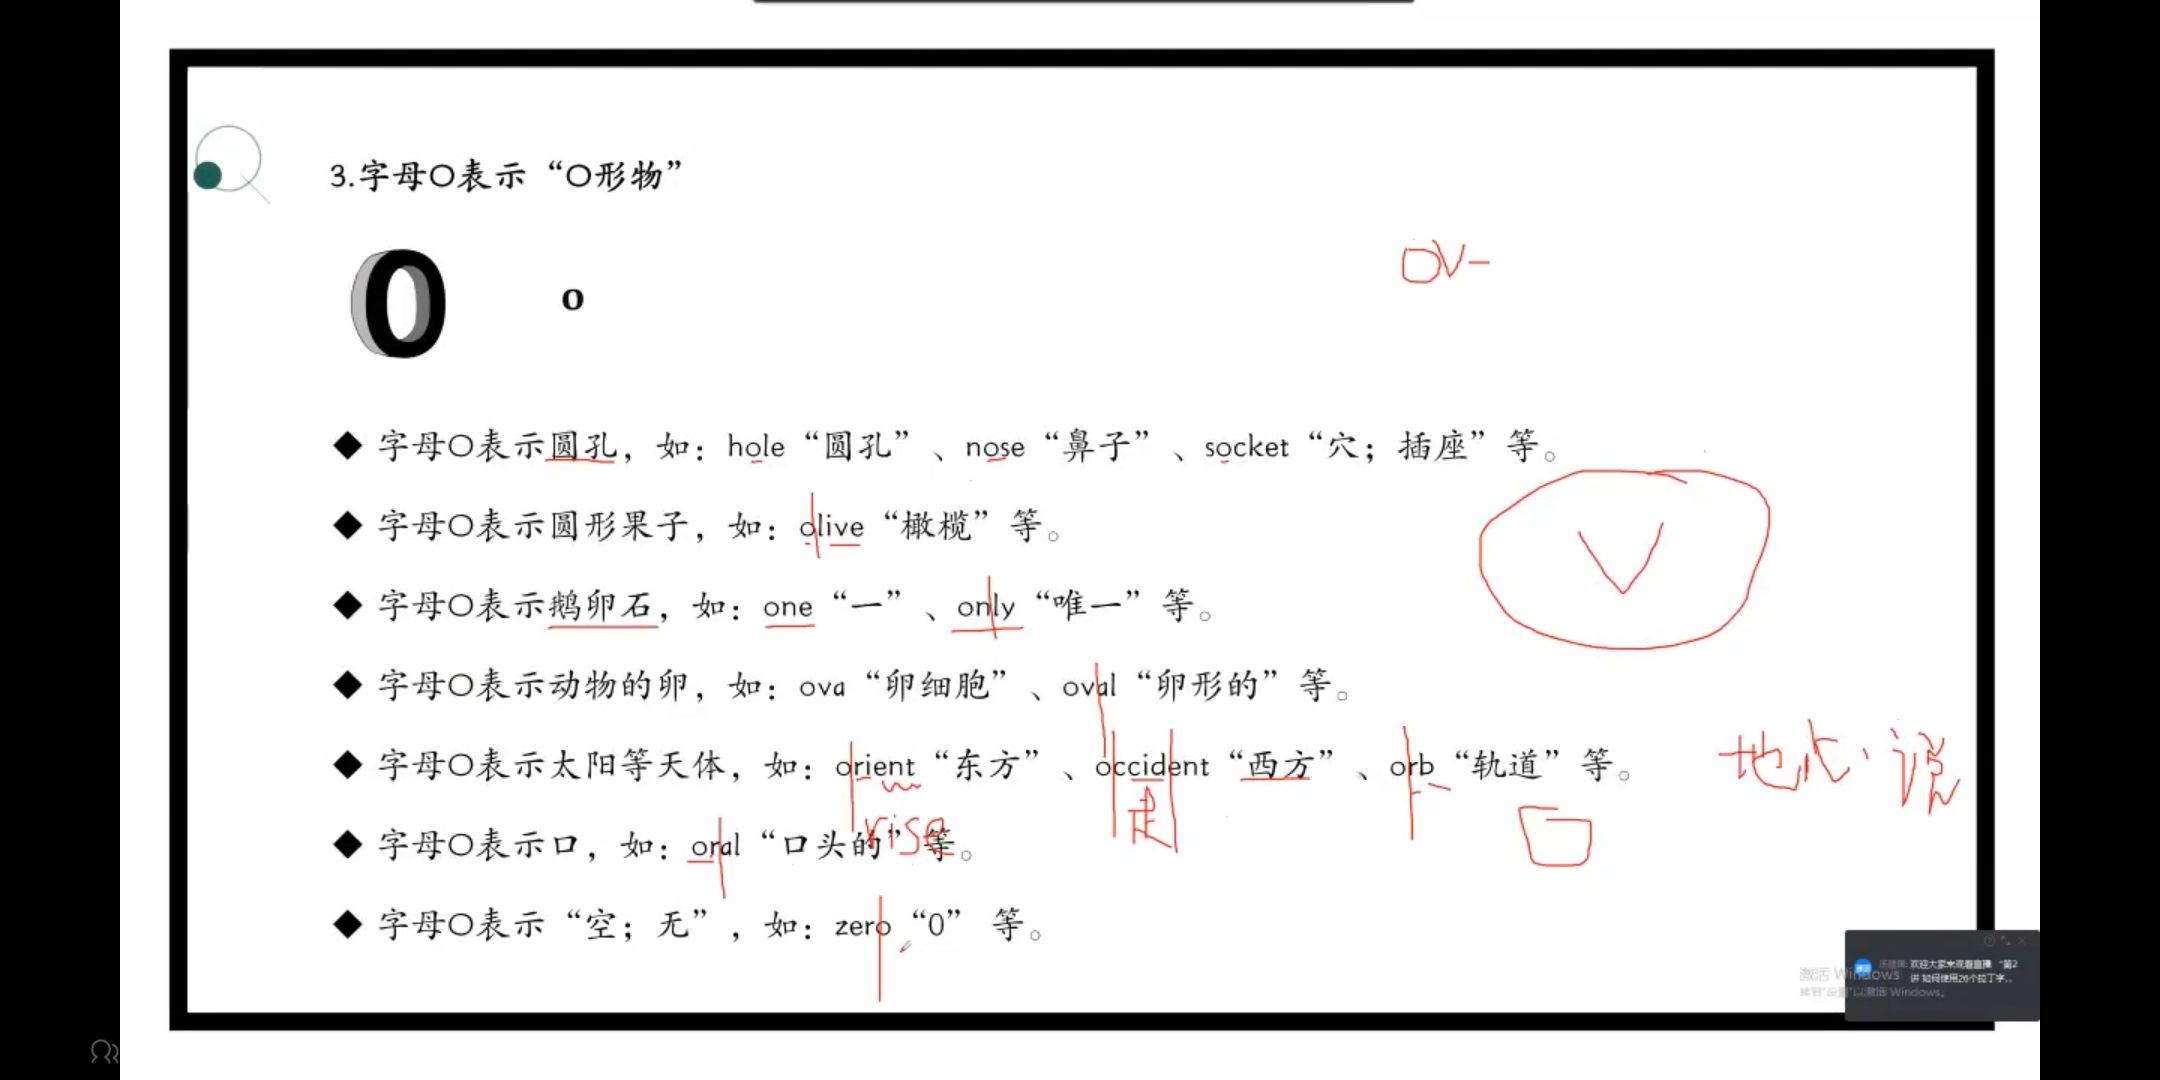 3.字母O表示“O形物”
OV-
O
o
◆ 字母O表示圆孔，如：hole“圆孔”、nose“鼻子”、socket“穴；插座”等。
◆ 字母O表示圆形果子，如：olive“橄榄”等。
V
◆ 字母O表示鹅卵石，如：one“一”、only“唯一”等。
◆ 字母O表示动物的卵，如：ova“卵细胞”、oval“卵形的”等。
◆ 字母O表示太阳等天体，如：orient“东方”、occident“西方”、orb“轨道”等。
地点.说
rise
走
◆ 字母O表示口，如：oral“口头的”等。
口
◆ 字母O表示“空；无”，如：zero“0” 等。
欢迎大家来观看直播 “第2
讲 如何使用26个拉丁字...
激活 Windows
转到“设置”以激活 Windows。